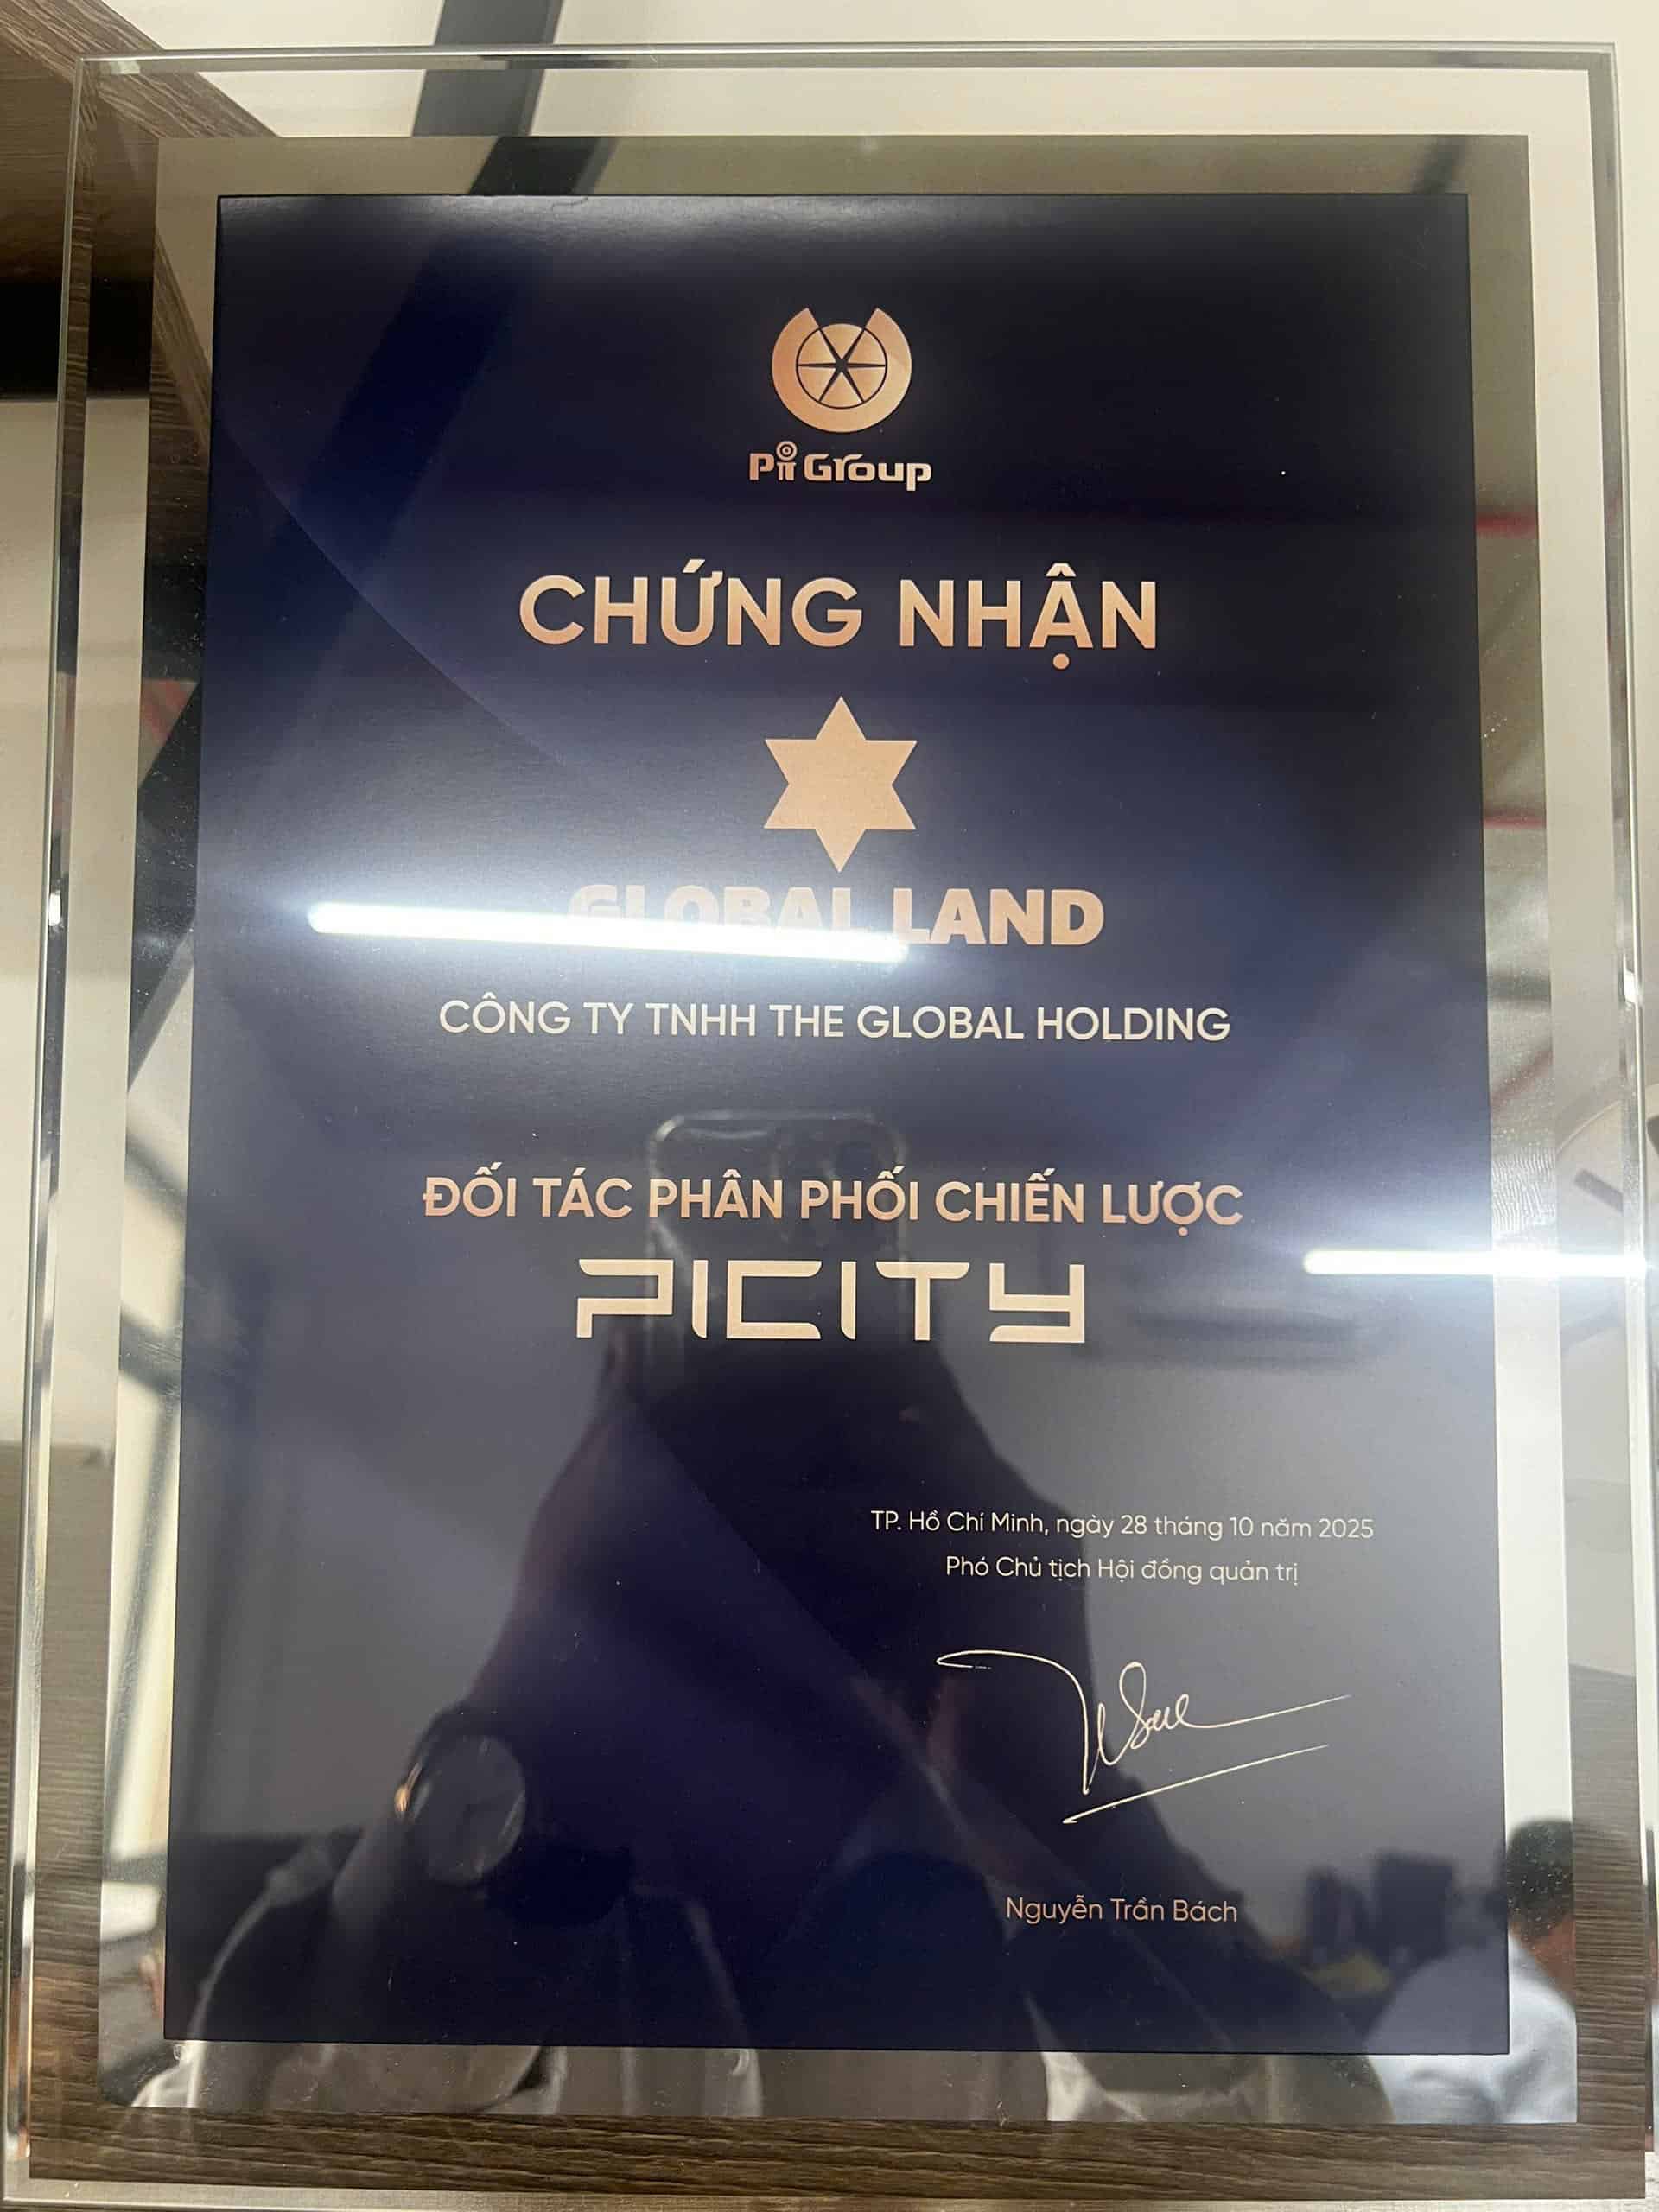 Pi Group
CHỨNG NHẬN
GLOBAL LAND
CÔNG TY TNHH THE GLOBAL HOLDING
ĐỐI TÁC PHÂN PHỐI CHIẾN LƯỢC
PICITY
TP. Hồ Chí Minh, ngày 28 tháng 10 năm 2025
Phó Chủ tịch Hội đồng quản trị
Nguyễn Trần Bách